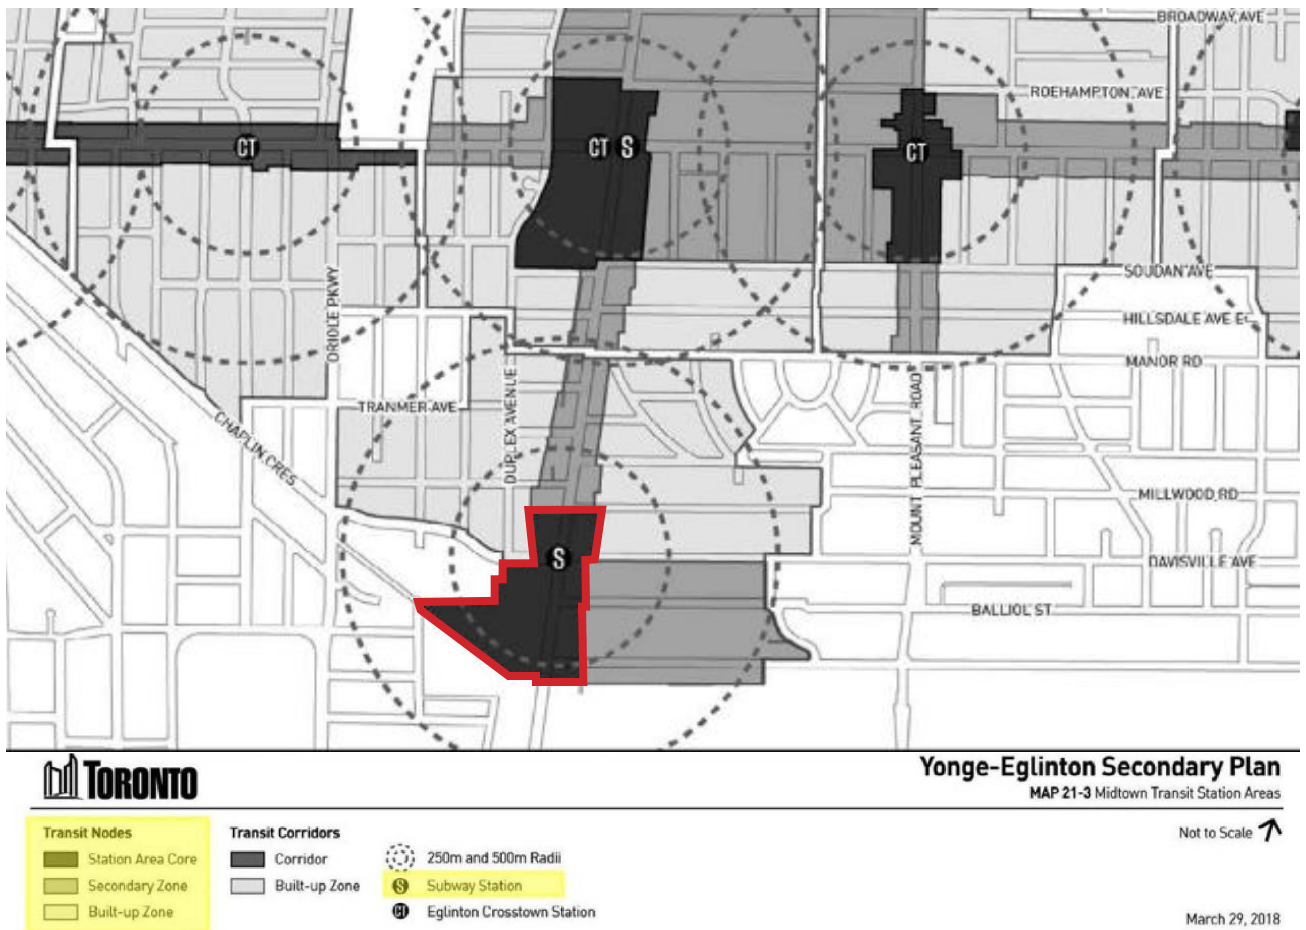 BROADWAY AVE
ROEHAMPTON AVE
CT
CT S
CT
SOUDAN AVE
ORIOLE PKWY
HILLSDALE AVE E
MANOR RD
DUPLEX AVENUE
TRANMER AVE
MOUNT PLEASANT ROAD
CHAPLIN CRES
MILLWOOD RD
S
DAVISVILLE AVE
BALLIOL ST
TORONTO
Yonge-Eglinton Secondary Plan
MAP 21-3 Midtown Transit Station Areas
Transit Nodes
Station Area Core
Secondary Zone
Built-up Zone
Transit Corridors
Corridor
Built-up Zone
250m and 500m Radii
S Subway Station
CT Eglinton Crosstown Station
Not to Scale
March 29, 2018